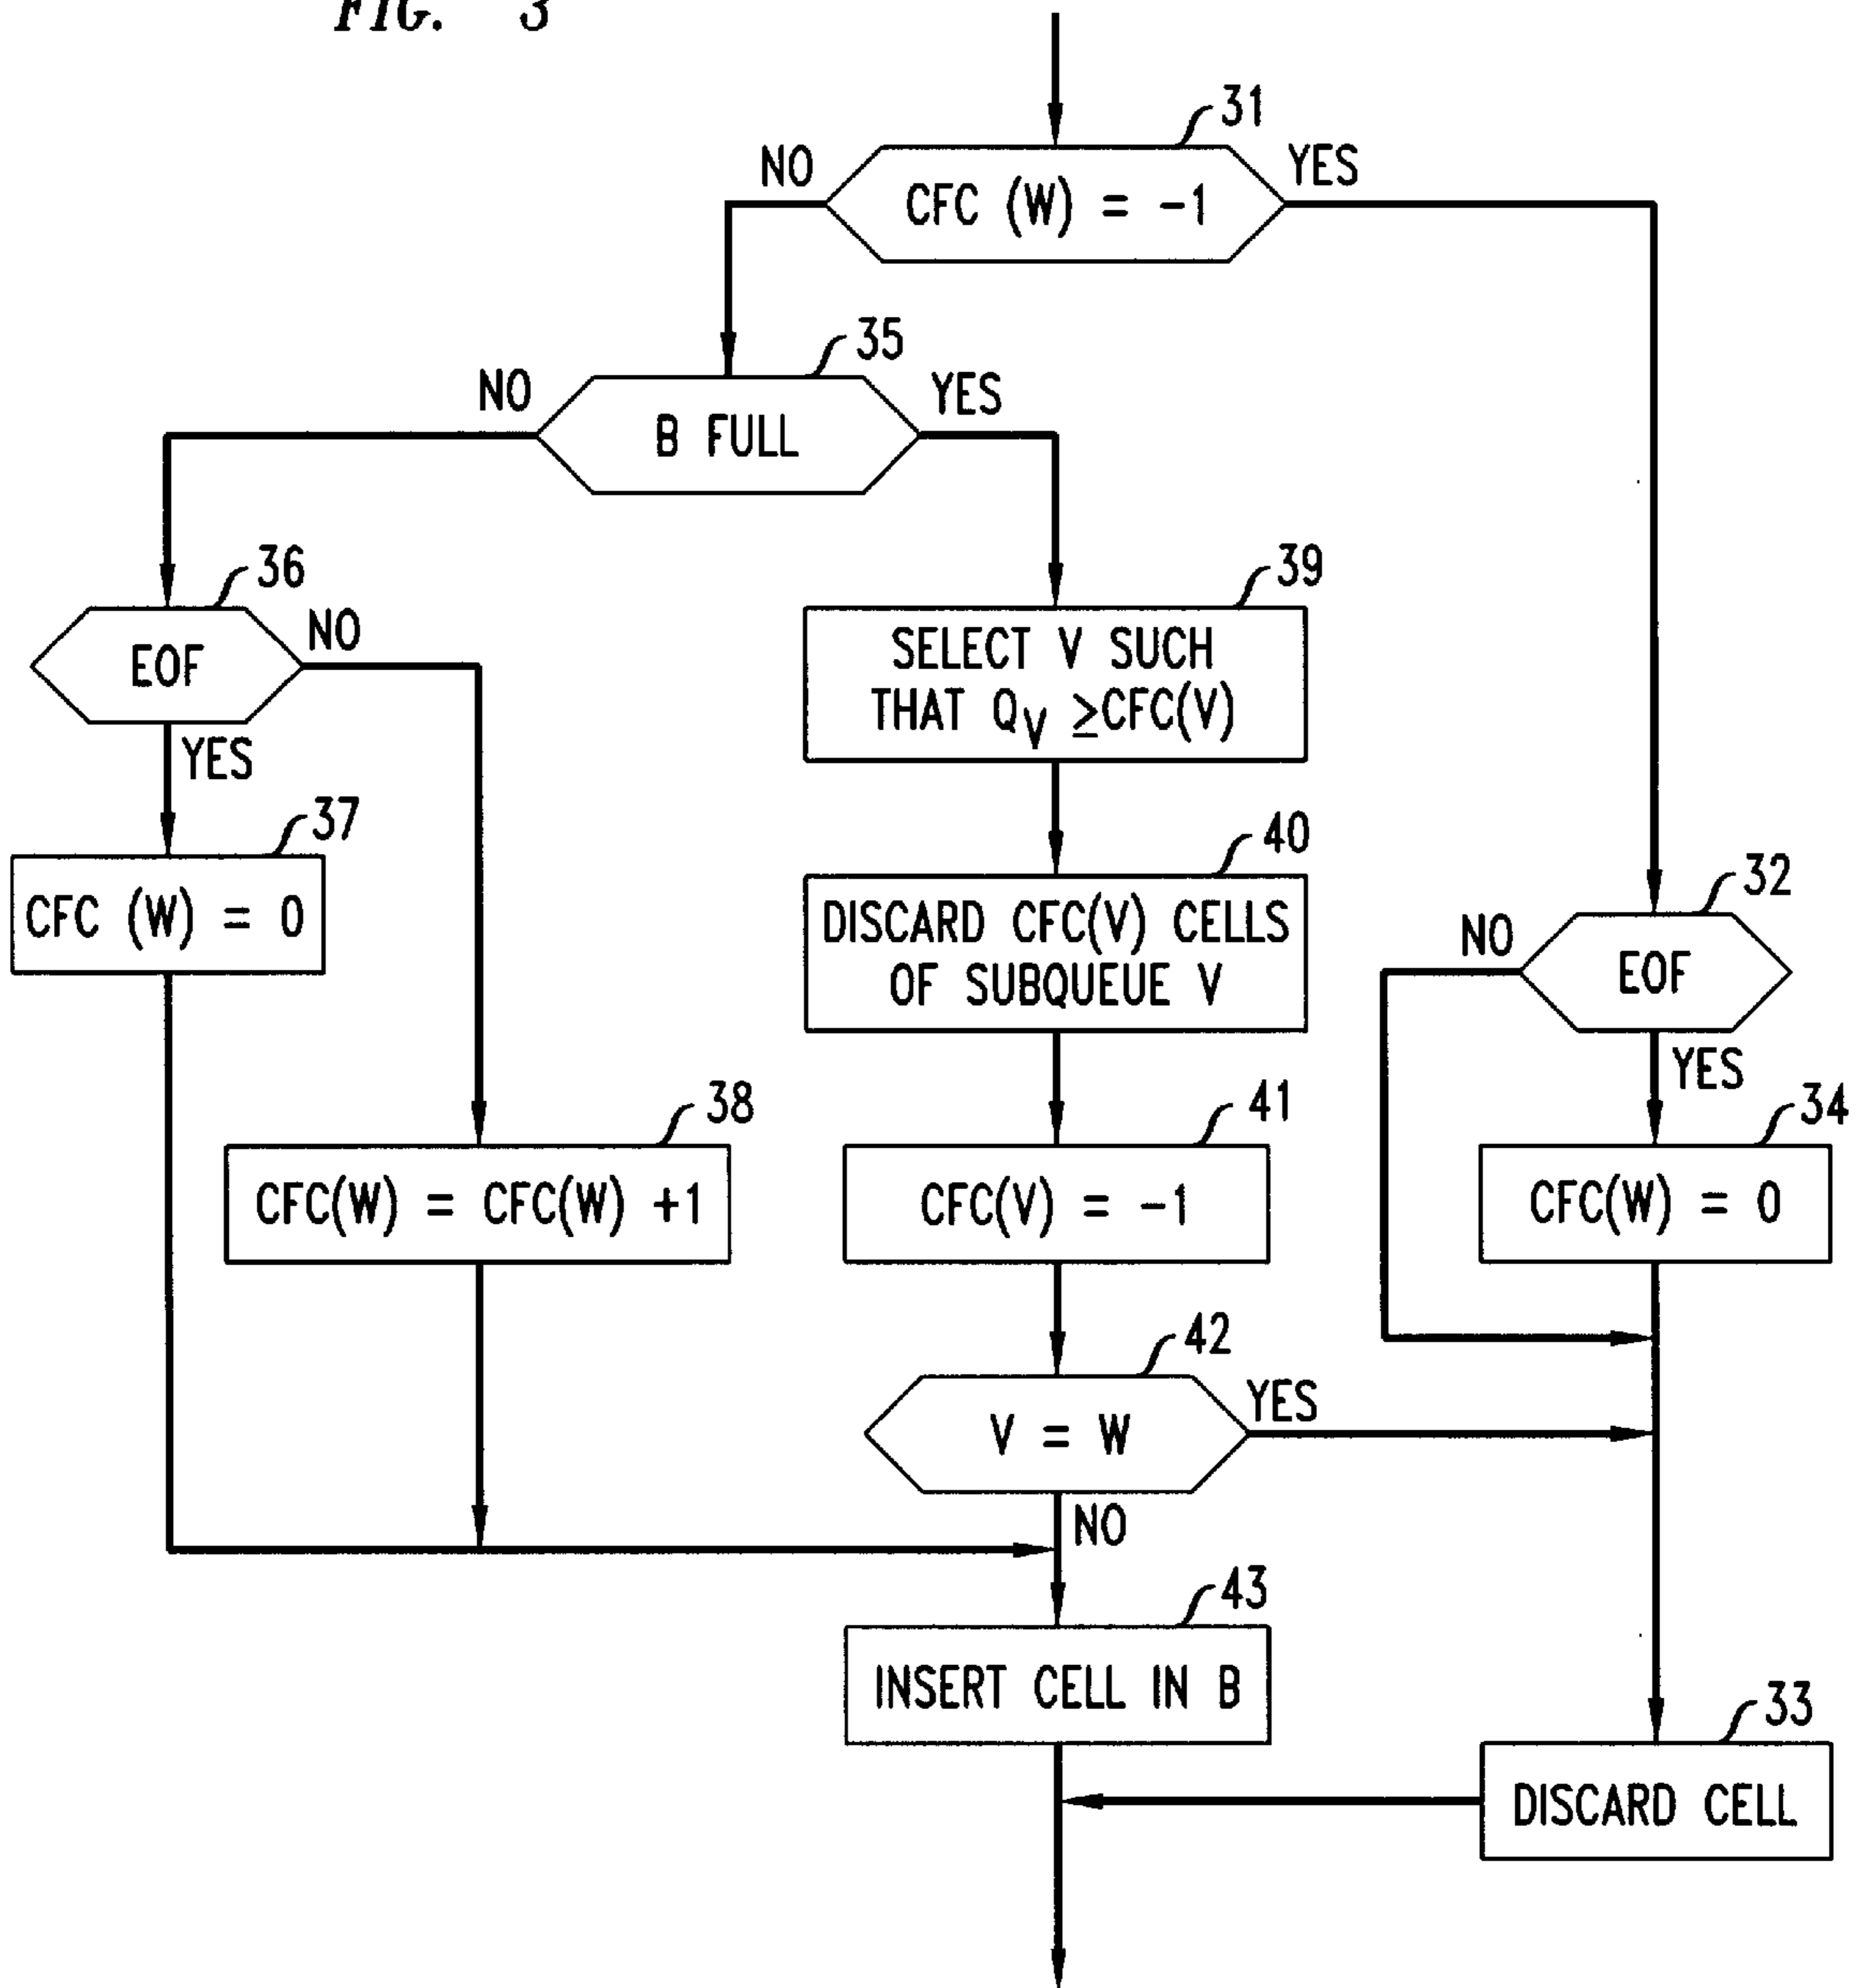 FIG. 3
31
NO
YES
CFC (W) = -1
35
NO
YES
B FULL
36
NO
EOF
YES
39
SELECT V SUCH
THAT QV ≥CFC(V)
37
CFC (W) = 0
40
DISCARD CFC(V) CELLS
OF SUBQUEUE V
32
NO
EOF
YES
38
CFC(W) = CFC(W) +1
41
CFC(V) = -1
34
CFC(W) = 0
42
YES
V = W
NO
43
INSERT CELL IN B
33
DISCARD CELL